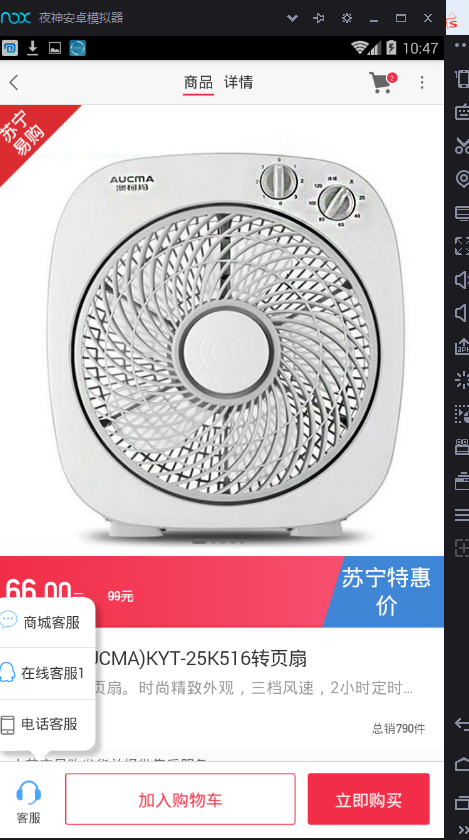 nox 夜神安卓模拟器
10:47
商品 详情
2
苏宁
易购
AUCMA
澳柯玛
66.00元
99元
苏宁特惠
价
UCMA)KYT-25K516转页扇
页扇。时尚精致外观，三档风速，2小时定时...
总销790件
商城客服
在线客服1
电话客服
客服
加入购物车
立即购买